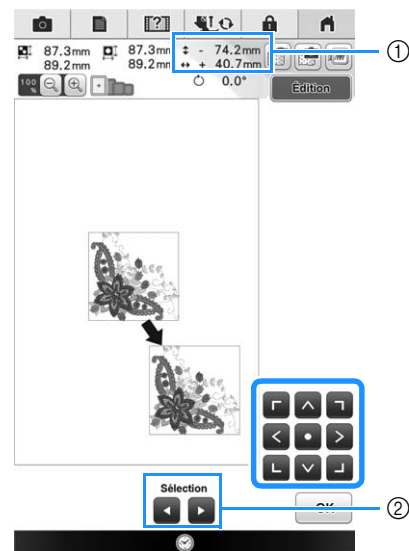 [?]
87.3mm 87.3mm - 74.2mm
①
89.2mm 89.2mm + 40.7mm
100 % 0.0°
Édition
Sélection
②
OK